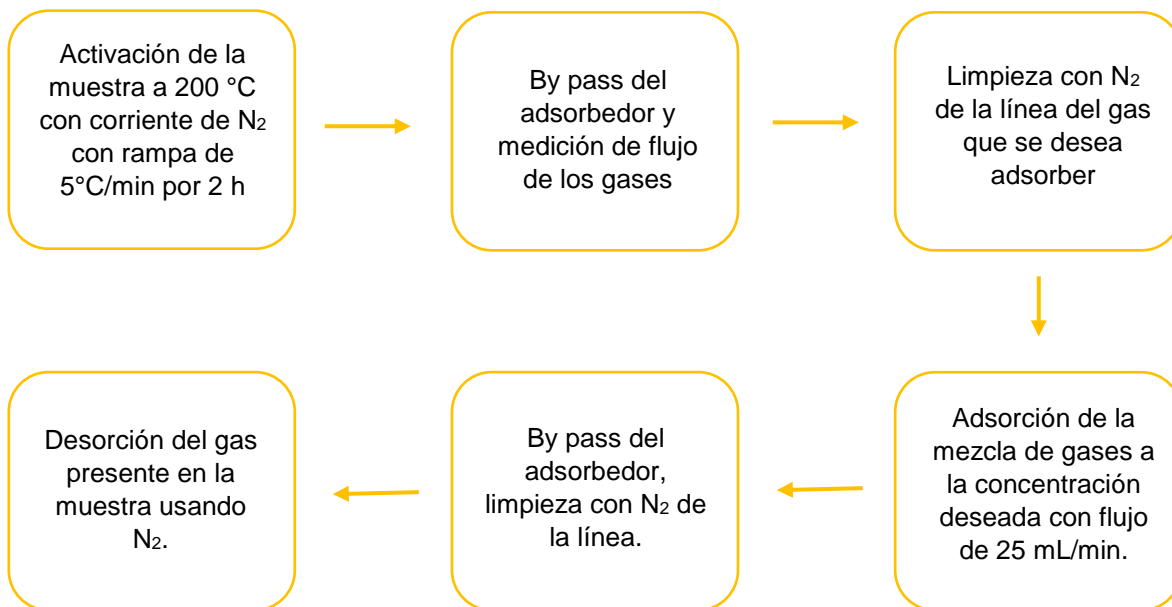 Activación de la
muestra a 200 °C
con corriente de N2
con rampa de
5°C/min por 2 h
By pass del
adsorbedor y
medición de flujo
de los gases
Limpieza con N2
de la línea del gas
que se desea
adsorber
Adsorción de la
mezcla de gases a
la concentración
deseada con flujo
de 25 mL/min.
By pass del
adsorbedor,
limpieza con N2 de
la línea.
Desorción del gas
presente en la
muestra usando
N2.